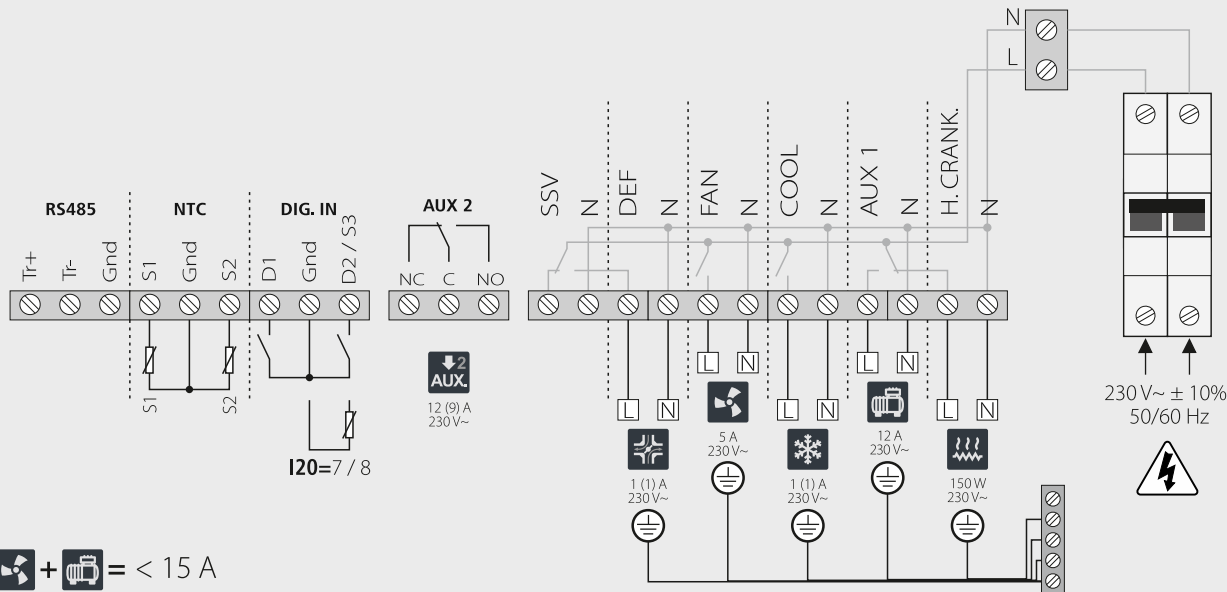 N
L
RS485
NTC
DIG. IN
AUX 2
SSV
N
DEF
N
FAN
N
COOL
N
AUX 1
N
H. CRANK.
N
Tr+
Tr-
Gnd
S1
Gnd
S2
D1
Gnd
D2 / S3
NC
C
NO
S1
S2
I20=7 / 8
2
AUX.
12 (9) A
230 V~
L
N
1 (1) A
230 V~
L
N
5 A
230 V~
L
N
1 (1) A
230 V~
L
N
12 A
230 V~
L
N
150 W
230 V~
230 V~ ± 10%
50/60 Hz
+ = < 15 A